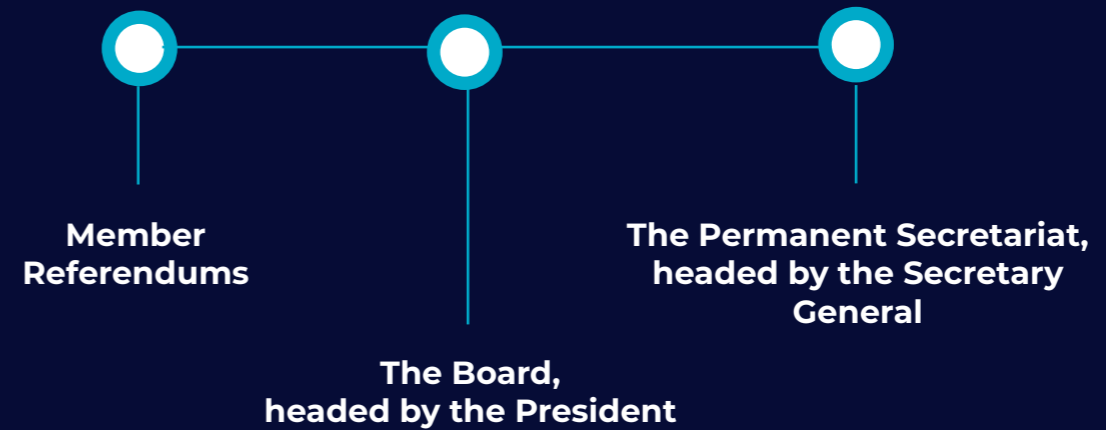 Member
Referendums
The Board,
headed by the President
The Permanent Secretariat,
headed by the Secretary
General